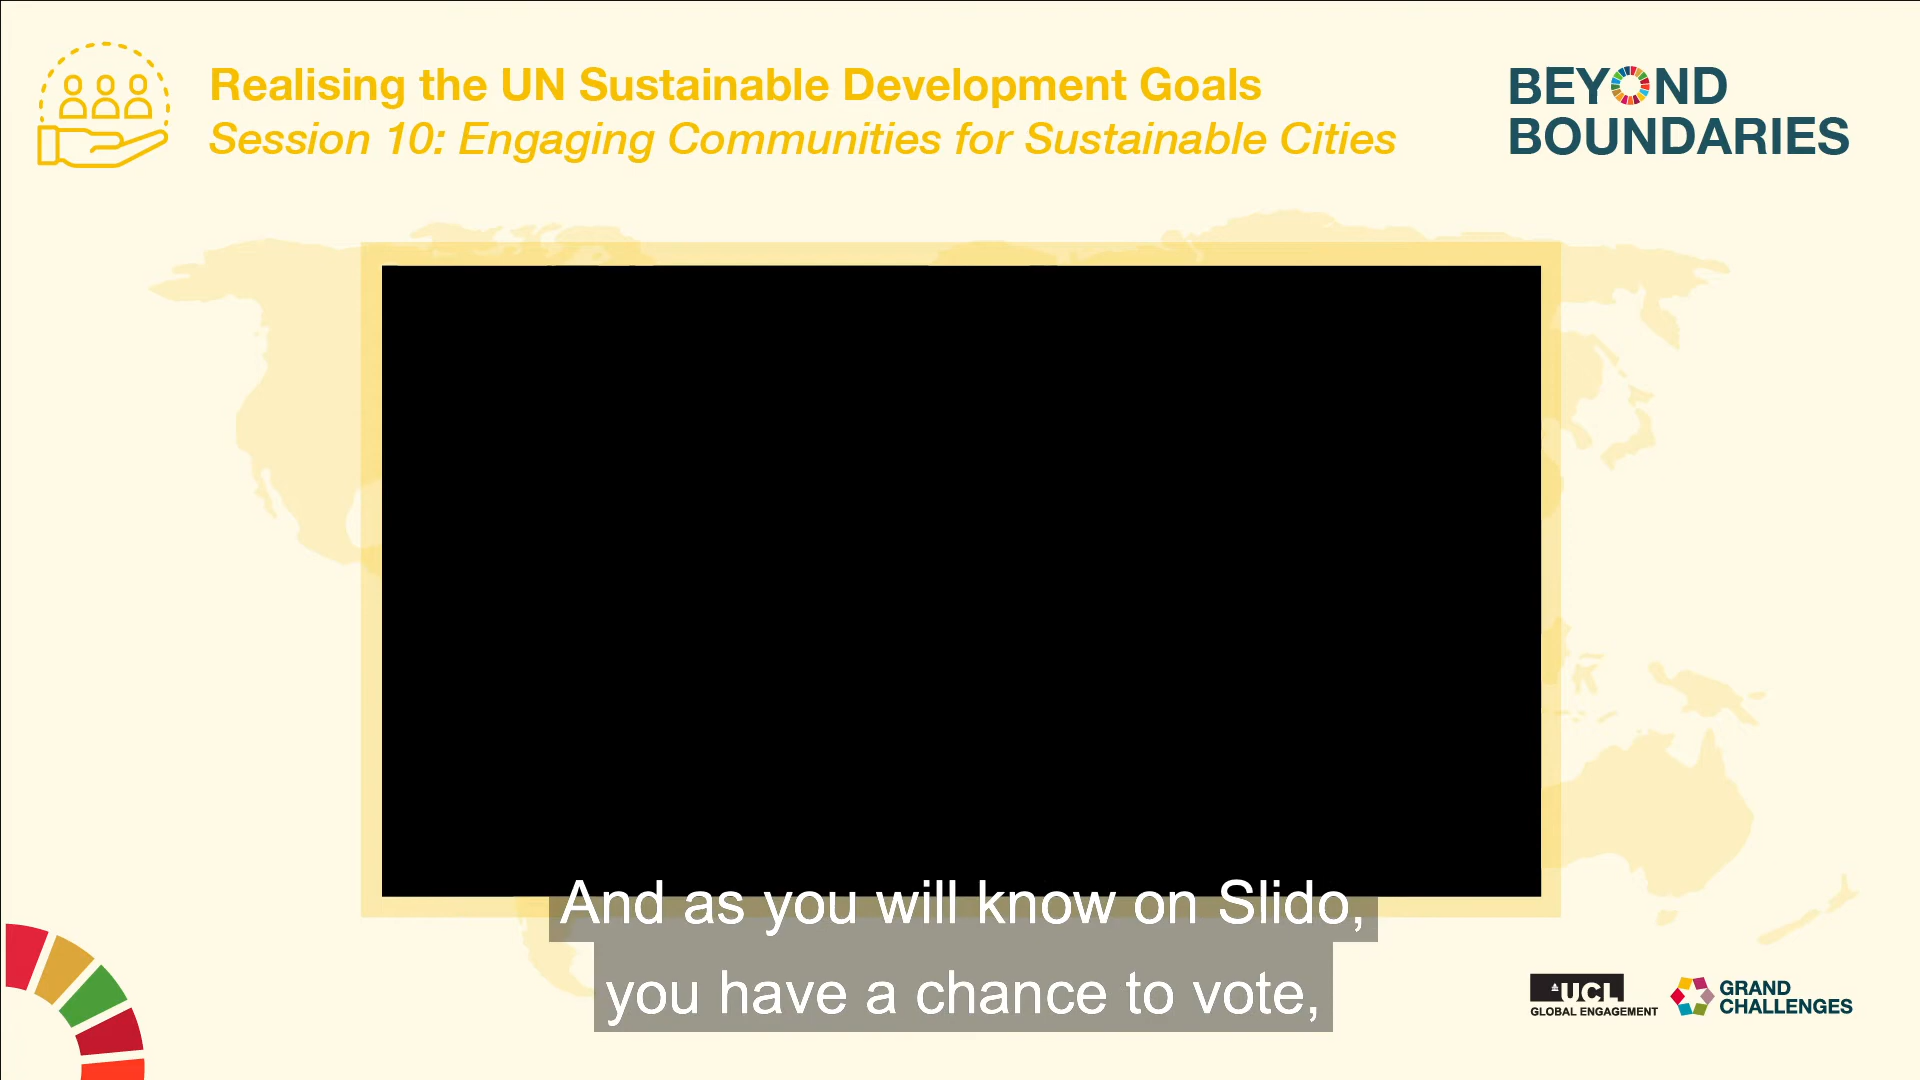 Realising the UN Sustainable Development Goals
Session 10: Engaging Communities for Sustainable Cities
BEYOND
BOUNDARIES
And as you will know on Slido,
you have a chance to vote,
UCL
GLOBAL ENGAGEMENT
GRAND
CHALLENGES